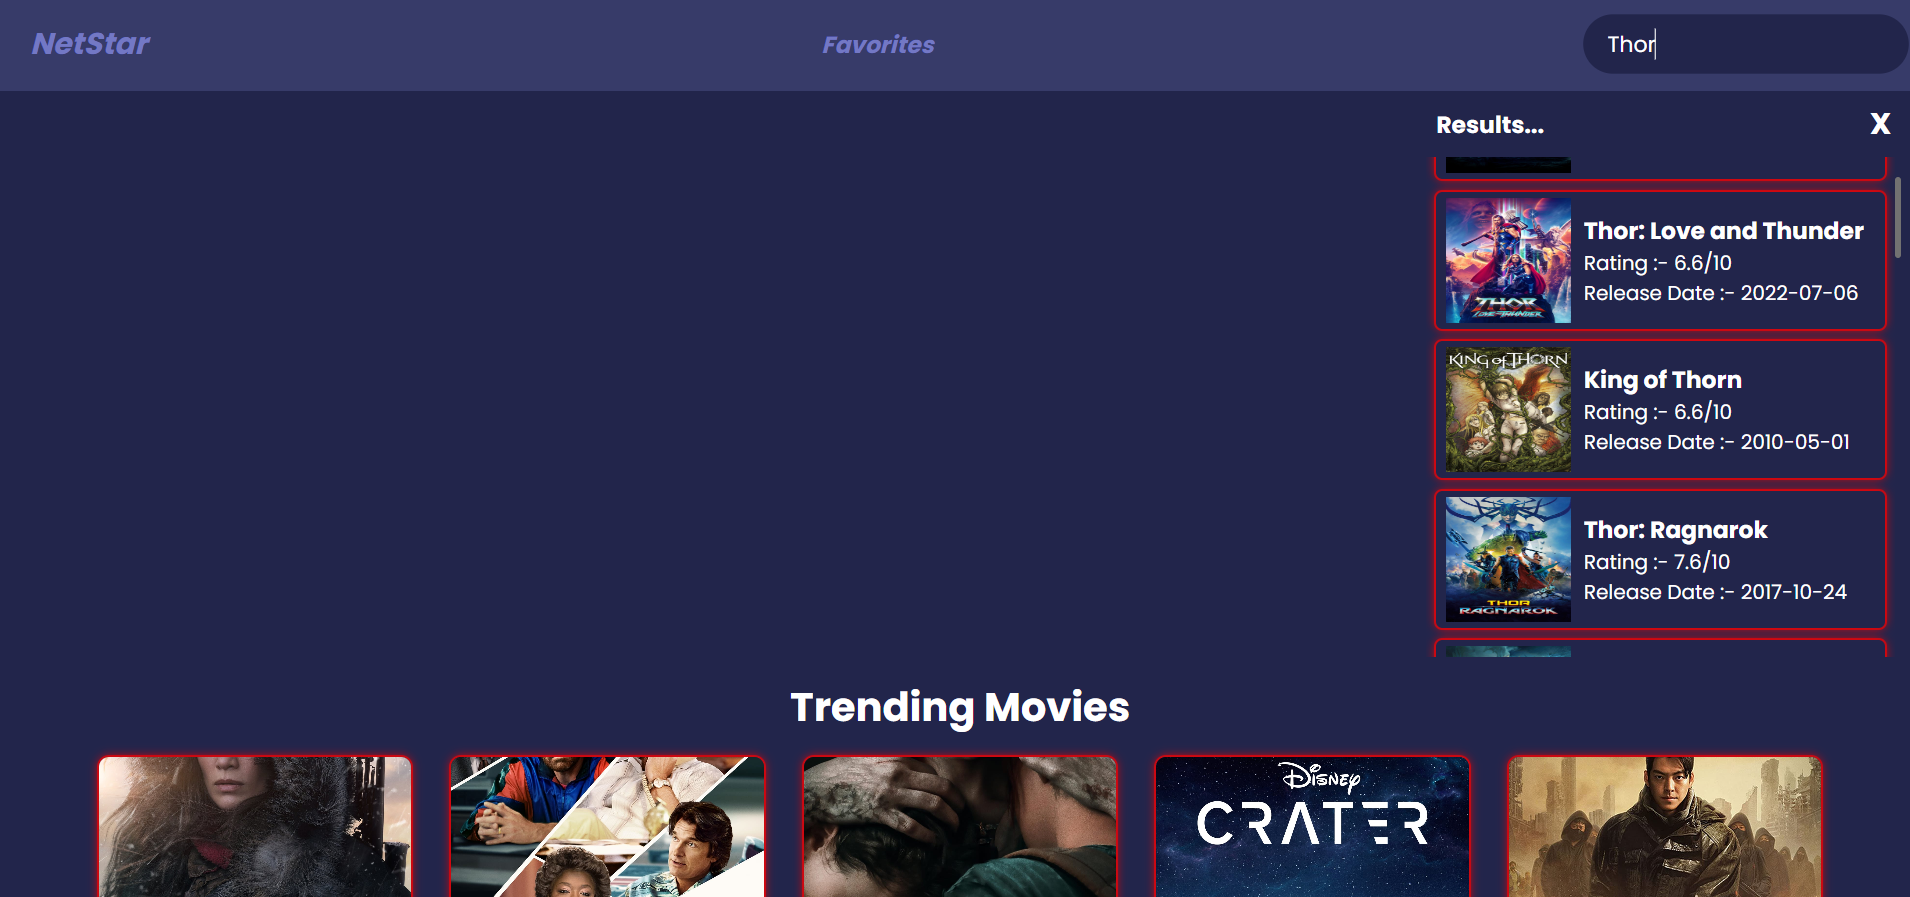 NetStar
Favorites
Thor
Results...
X
Thor: Love and Thunder
Rating :- 6.6/10
Release Date :- 2022-07-06
THOR
LOVE AND THUNDER
KING of THORN
King of Thorn
Rating :- 6.6/10
Release Date :- 2010-05-01
THOR
RAGNAROK
Thor: Ragnarok
Rating :- 7.6/10
Release Date :- 2017-10-24
Trending Movies
Disney
CRATER